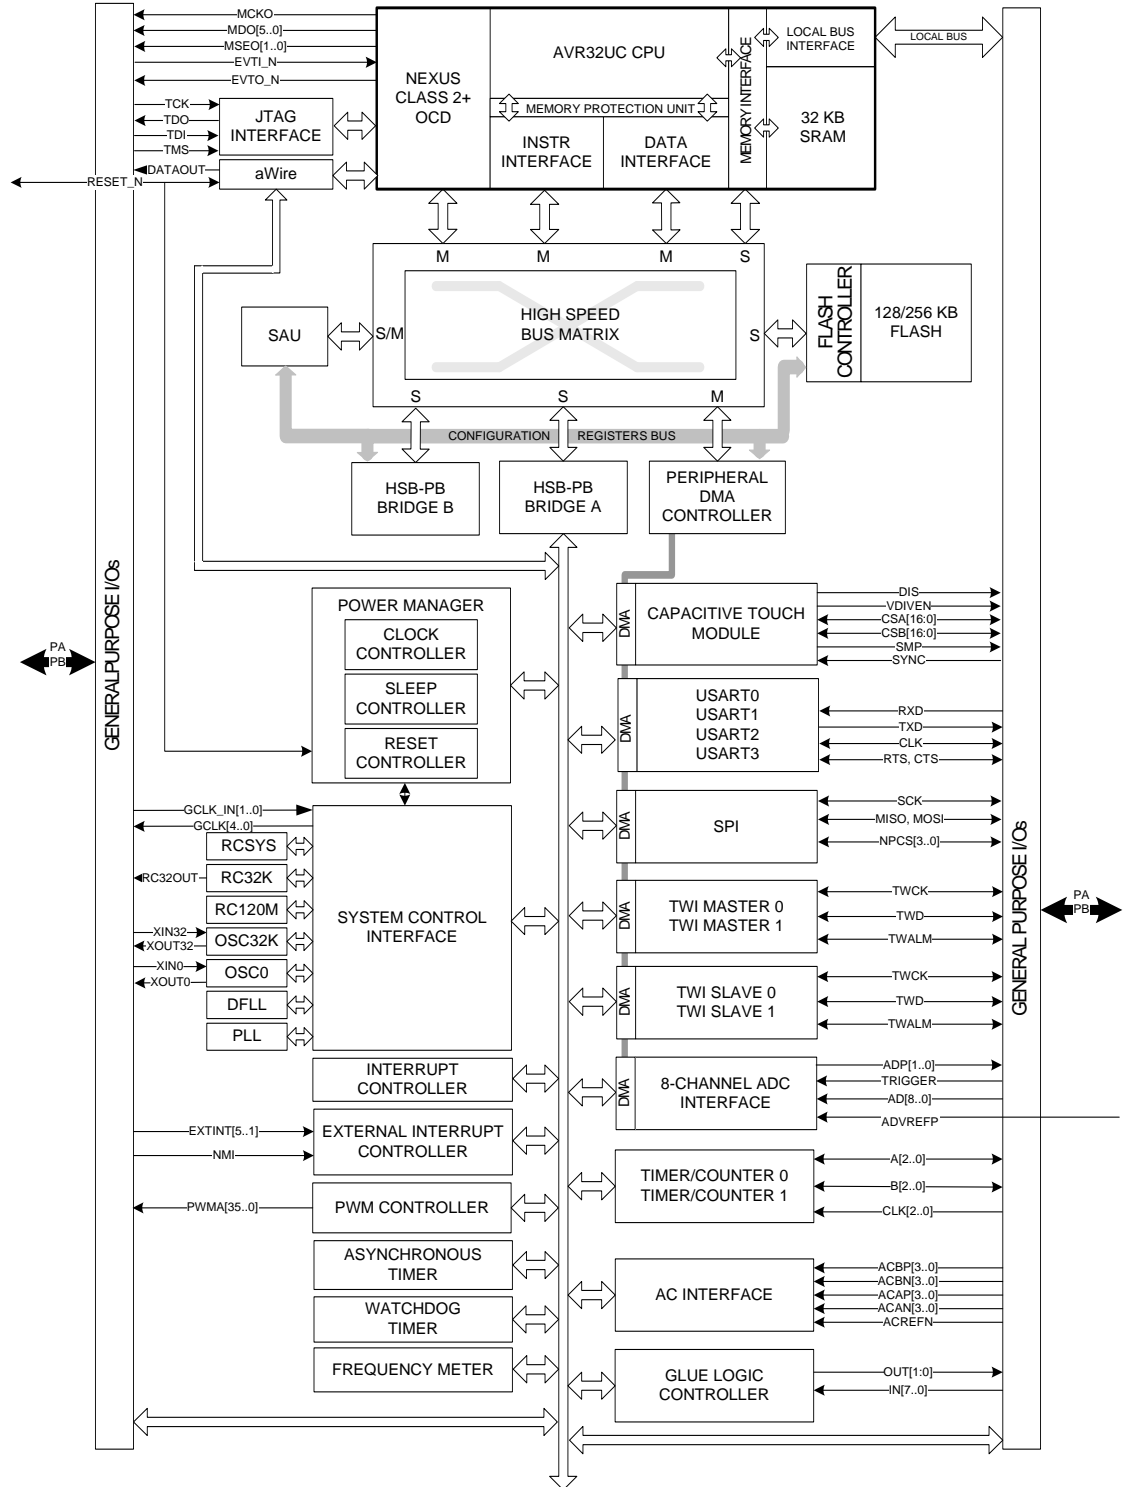 MCKO
MDO[5..0]
MSEO[1..0]
EVTI_N
EVTO_N
TCK
TDO
TDI
TMS
JTAG
INTERFACE
DATAOUT
aWire
RESET_N
NEXUS
CLASS 2+
OCD
AVR32UC CPU
MEMORY PROTECTION UNIT
INSTR
INTERFACE
DATA
INTERFACE
MEMORY INTERFACE
LOCAL BUS
INTERFACE
32 KB
SRAM
LOCAL BUS
M
M
M
S
SAU
S/M
HIGH SPEED
BUS MATRIX
S
FLASH
CONTROLLER
128/256 KB
FLASH
S
S
M
CONFIGURATION
REGISTERS BUS
HSB-PB
BRIDGE B
HSB-PB
BRIDGE A
PERIPHERAL
DMA
CONTROLLER
GENERALPURPOSE I/Os
PA
PB
POWER MANAGER
CLOCK
CONTROLLER
SLEEP
CONTROLLER
RESET
CONTROLLER
GCLK_IN[1..0]
GCLK[4..0]
RCSYS
RC32OUT
RC32K
RC120M
XIN32
XOUT32
OSC32K
XIN0
XOUT0
OSC0
DFLL
PLL
SYSTEM CONTROL
INTERFACE
INTERRUPT
CONTROLLER
EXTINT[5..1]
NMI
EXTERNAL INTERRUPT
CONTROLLER
PWMA[35..0]
PWM CONTROLLER
ASYNCHRONOUS
TIMER
WATCHDOG
TIMER
FREQUENCY METER
DMA
CAPACITIVE TOUCH
MODULE
DIS
VDIVEN
CSA[16:0]
CSB[16:0]
SMP
SYNC
DMA
USART0
USART1
USART2
USART3
RXD
TXD
CLK
RTS, CTS
DMA
SPI
SCK
MISO, MOSI
NPCS[3..0]
DMA
TWI MASTER 0
TWI MASTER 1
TWCK
TWD
TWALM
DMA
TWI SLAVE 0
TWI SLAVE 1
TWCK
TWD
TWALM
DMA
8-CHANNEL ADC
INTERFACE
ADP[1..0]
TRIGGER
AD[8..0]
ADVREFP
TIMER/COUNTER 0
TIMER/COUNTER 1
A[2..0]
B[2..0]
CLK[2..0]
AC INTERFACE
ACBP[3..0]
ACBN[3..0]
ACAP[3..0]
ACAN[3..0]
ACREFN
GLUE LOGIC
CONTROLLER
OUT[1:0]
IN[7..0]
GENERAL PURPOSE I/Os
PA
PB